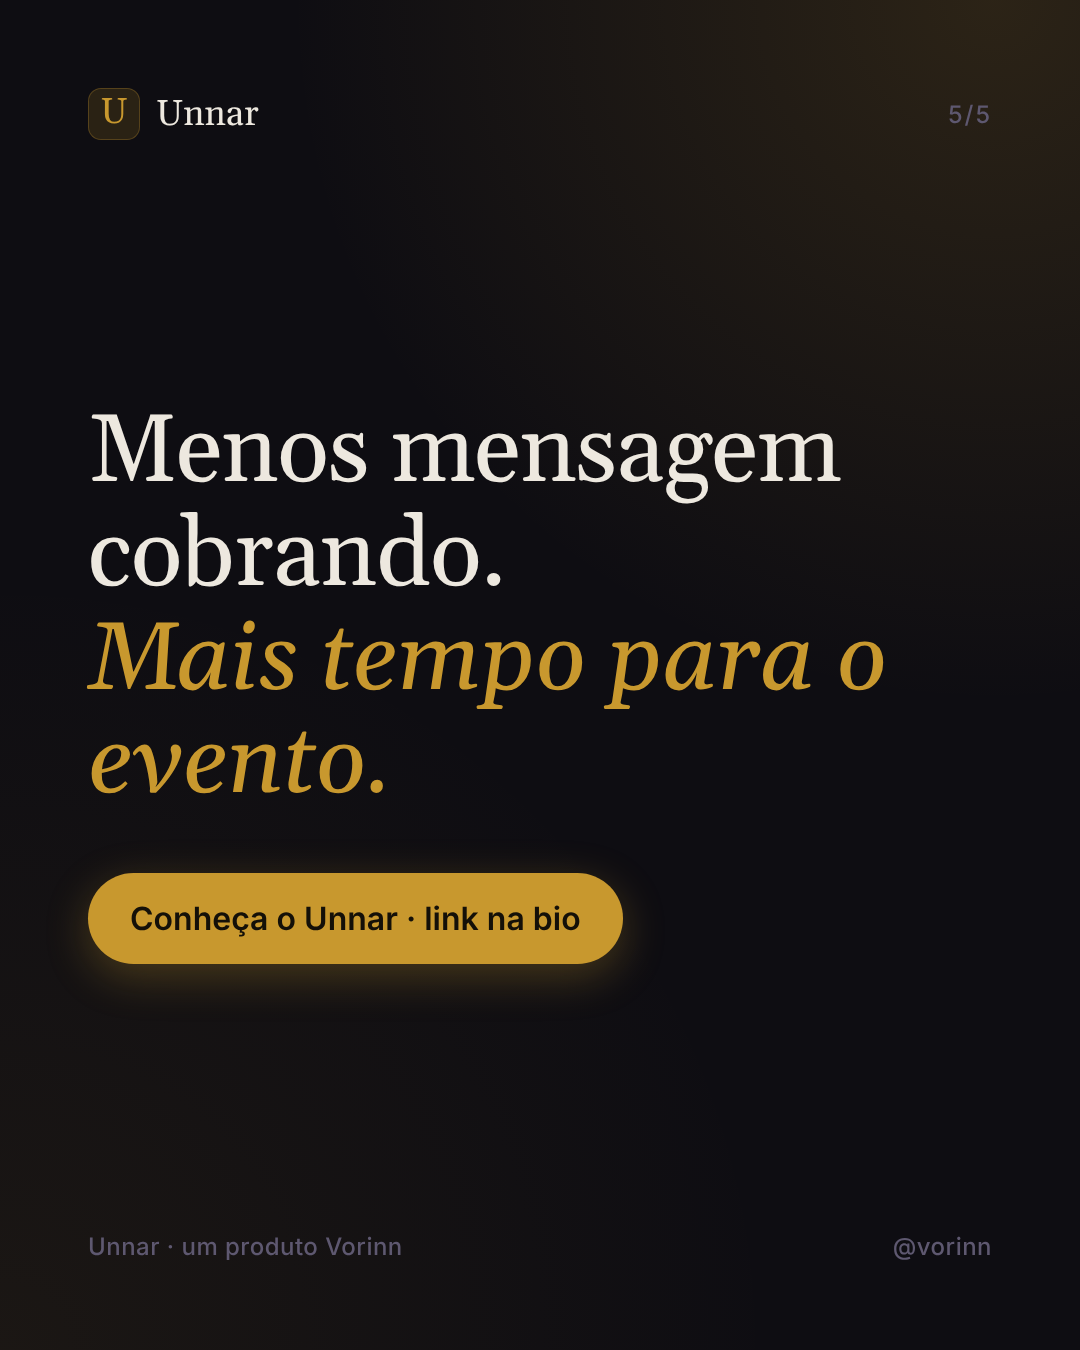 U Unnar
5/5
Menos mensagem
cobrando.
Mais tempo para o
evento.
Conheça o Unnar · link na bio
Unnar · um produto Vorinn
@vorinn